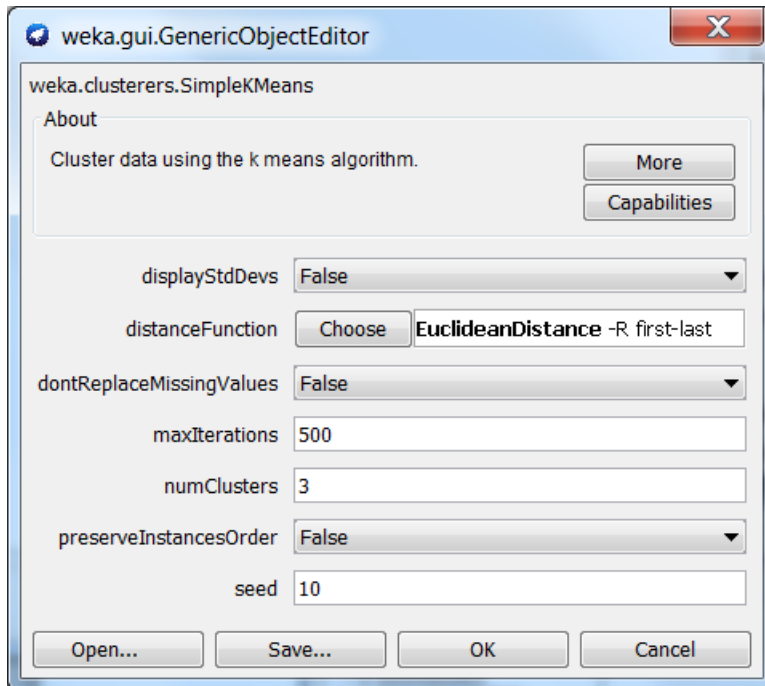 weka.gui.GenericObjectEditor
X
weka.clusterers.SimpleKMeans
About
Cluster data using the k means algorithm.
More
Capabilities
displayStdDevs False
distanceFunction Choose EuclideanDistance -R first-last
dontReplaceMissingValues False
maxIterations 500
numClusters 3
preserveInstancesOrder False
seed 10
Open... Save... OK Cancel